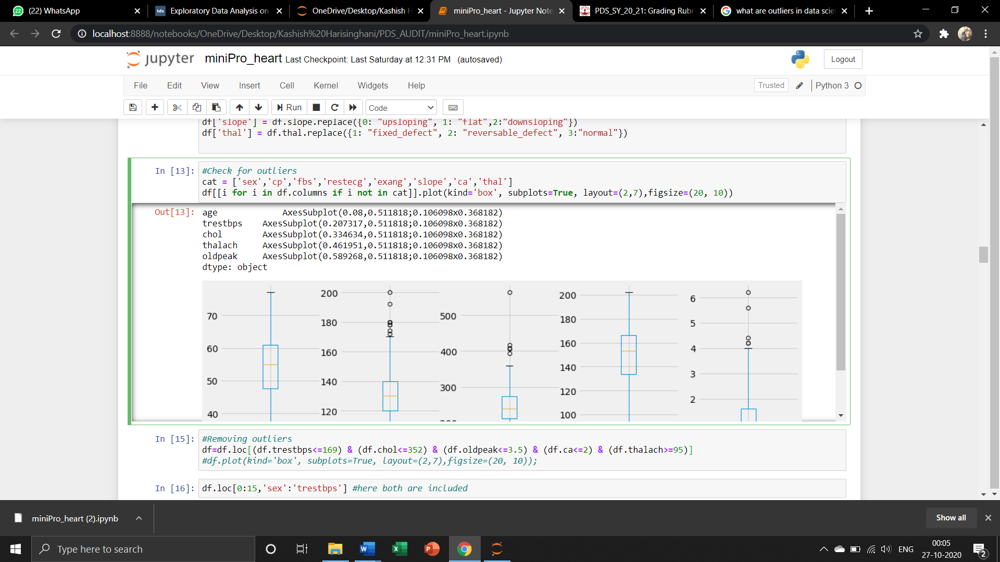 (22) WhatsApp
Exploratory Data Analysis on
OneDrive/Desktop/Kashish H
miniPro_heart - Jupyter Note
PDS_SY_20_21: Grading Rubr
what are outliers in data scie
localhost:8888/notebooks/OneDrive/Desktop/Kashish%20Harisinghani/PDS_AUDIT/miniPro_heart.ipynb
jupyter miniPro_heart Last Checkpoint: Last Saturday at 12:31 PM (autosaved)
Logout
File Edit View Insert Cell Kernel Widgets Help
Trusted Python 3
Run Code
df['slope'] = df.slope.replace({0: "upsloping", 1: "flat",2:"downsloping"})
df['thal'] = df.thal.replace({1: "fixed_defect", 2: "reversable_defect", 3:"normal"})
In [13]: #Check for outliers
cat = ['sex','cp','fbs','restecg','exang','slope','ca','thal']
df[[i for i in df.columns if i not in cat]].plot(kind='box', subplots=True, layout=(2,7),figsize=(20, 10))
Out[13]: age AxesSubplot(0.08,0.511818;0.106098x0.368182)
trestbps AxesSubplot(0.207317,0.511818;0.106098x0.368182)
chol AxesSubplot(0.334634,0.511818;0.106098x0.368182)
thalach AxesSubplot(0.461951,0.511818;0.106098x0.368182)
oldpeak AxesSubplot(0.589268,0.511818;0.106098x0.368182)
dtype: object
70
60
50
40
200
180
160
140
120
500
400
300
200
180
160
140
120
100
6
5
4
3
2
In [15]: #Removing outliers
df=df.loc[(df.trestbps<=169) & (df.chol<=352) & (df.oldpeak<=3.5) & (df.ca<=2) & (df.thalach>=95)]
#df.plot(kind='box', subplots=True, layout=(2,7),figsize=(20, 10));
In [16]: df.loc[0:15,'sex':'trestbps'] #here both are included
miniPro_heart (2).ipynb
Show all
Type here to search
ENG
00:05
27-10-2020
2